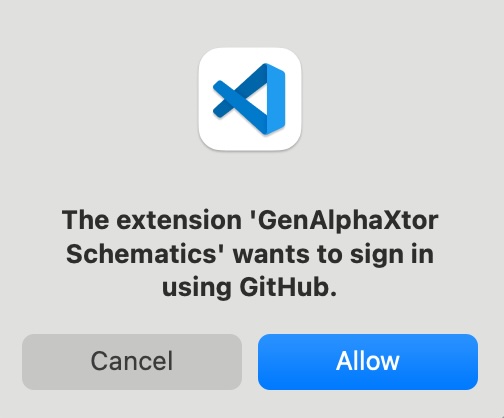 The extension 'GenAlphaXtor
Schematics' wants to sign in
using GitHub.
Cancel
Allow